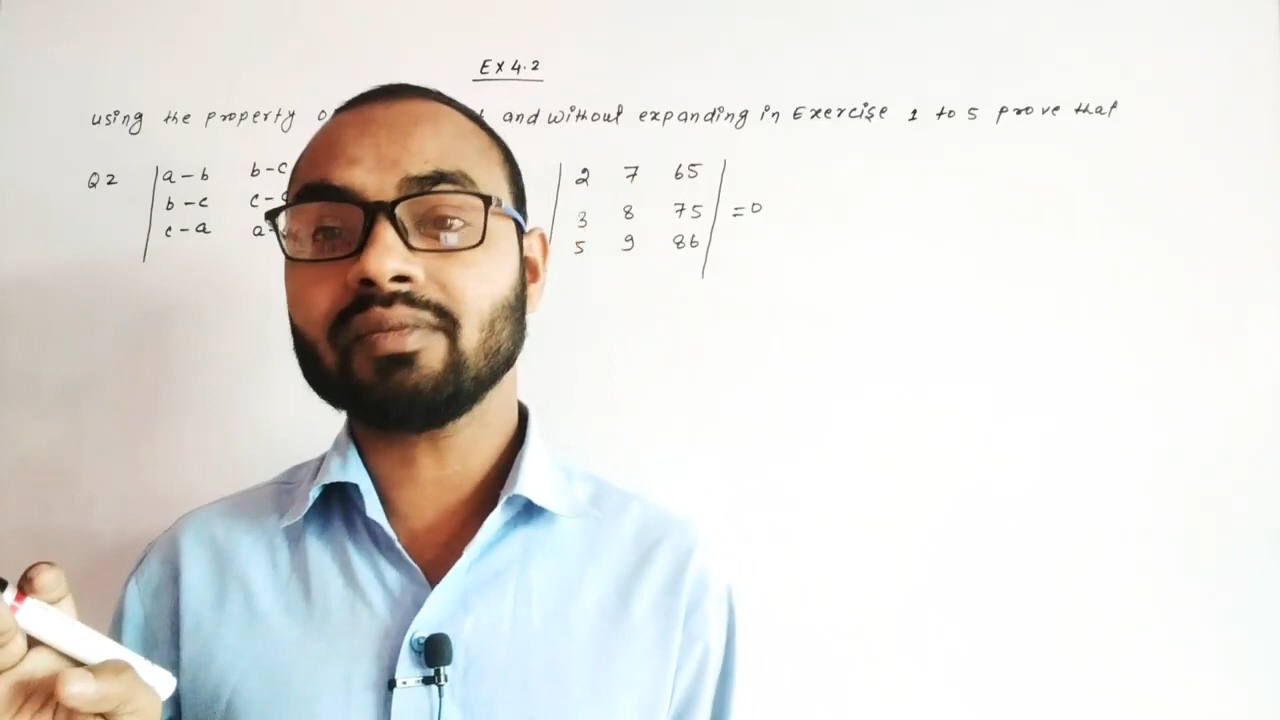 Ex 4.2
using the property and without expanding in Exercise 1 to 5 prove that
Q2 | a-b b-c | 2 7 65 |
b-c 3 8 75 = 0
c-a 5 9 86